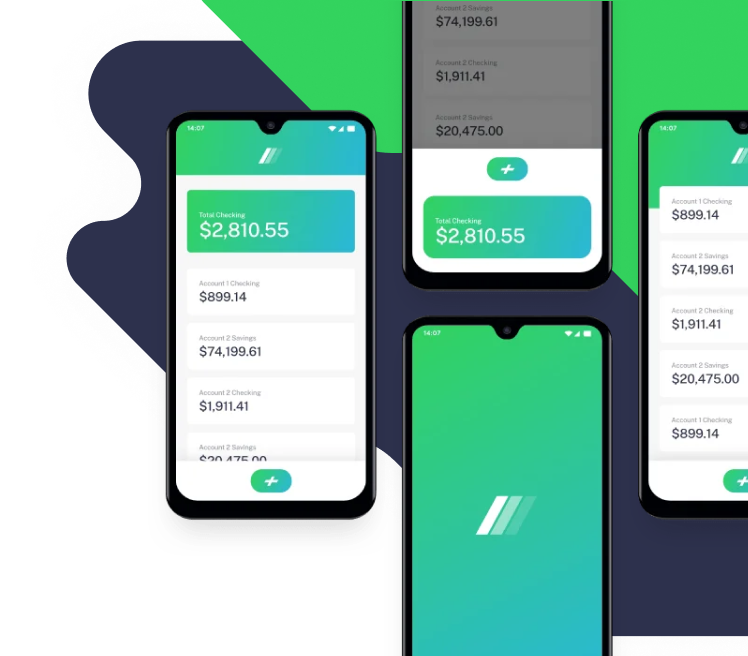 14:07
Total Checking
$2,810.55
Account 1 Checking
$899.14
Account 2 Savings
$74,199.61
Account 2 Checking
$1,911.41
Account 2 Savings
$20,475.00
Account 2 Savings
$74,199.61
Account 2 Checking
$1,911.41
Account 2 Savings
$20,475.00
Total Checking
$2,810.55
14:07
14:07
Account 1 Checking
$899.14
Account 2 Savings
$74,199.61
Account 2 Checking
$1,911.41
Account 2 Savings
$20,475.00
Account 1 Checking
$899.14